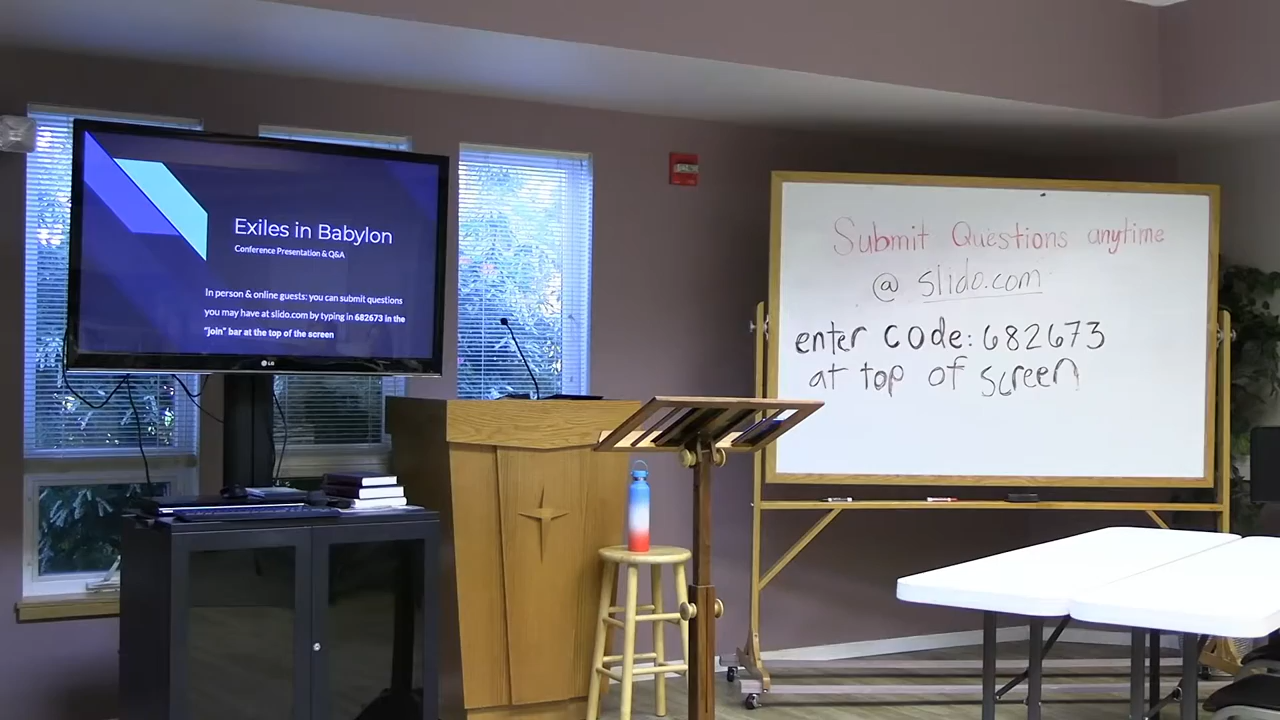 Exiles in Babylon
Conference Presentation & Q&A
In person & online guests: you can submit questions
you may have at slido.com by typing in 682673 in the
"join" bar at the top of the screen
LG
Submit Questions anytime
@ slido.com
enter code: 682673
at top of screen